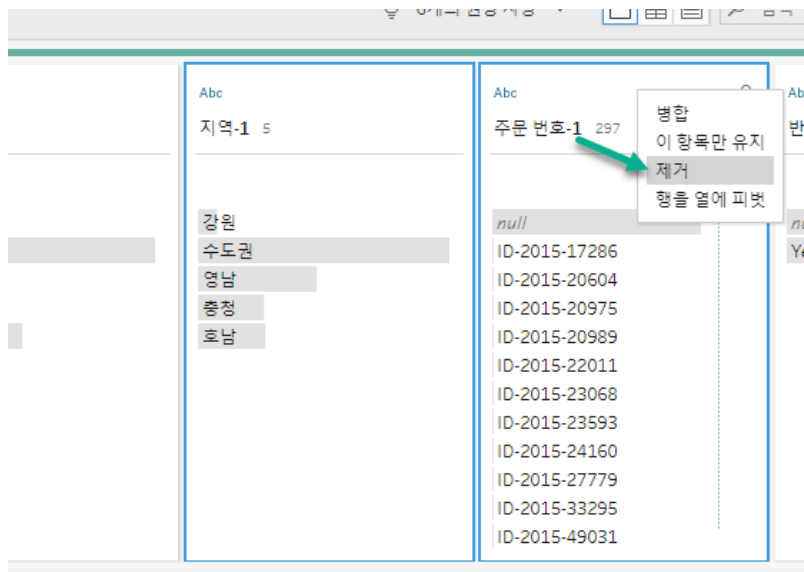 Abc
지역-1 5
강원
수도권
영남
충청
호남
Abc
주문 번호-1 297
null
ID-2015-17286
ID-2015-20604
ID-2015-20975
ID-2015-20989
ID-2015-22011
ID-2015-23068
ID-2015-23593
ID-2015-24160
ID-2015-27779
ID-2015-33295
ID-2015-49031
병합
이 항목만 유지
제거
행을 열에 피벗